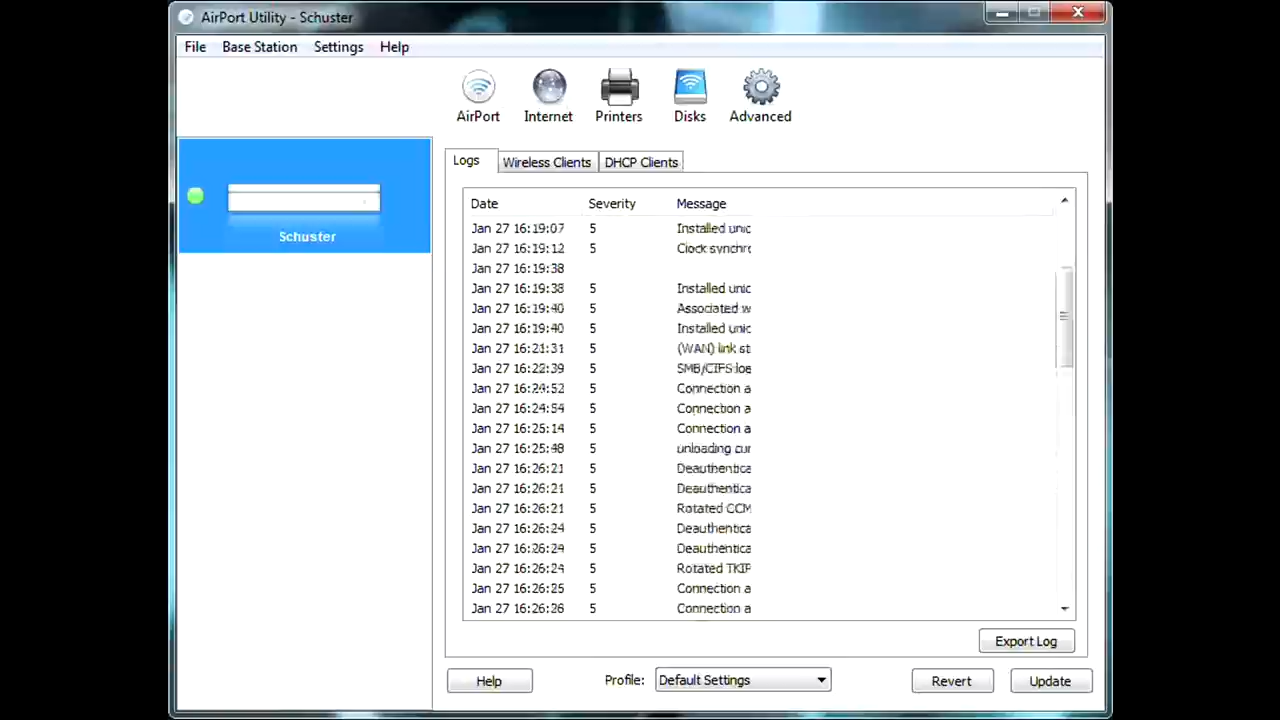 AirPort Utility - Schuster
File Base Station Settings Help
AirPort Internet Printers Disks Advanced
Schuster
Logs Wireless Clients DHCP Clients
Date Severity Message
Jan 27 16:19:07 5 Installed unic
Jan 27 16:19:12 5 Clock synchro
Jan 27 16:19:38
Jan 27 16:19:38 5 Installed unic
Jan 27 16:19:40 5 Associated w
Jan 27 16:19:40 5 Installed unic
Jan 27 16:21:31 5 (WAN) link st
Jan 27 16:22:39 5 SMB/CIFS loe
Jan 27 16:24:52 5 Connection a
Jan 27 16:24:54 5 Connection a
Jan 27 16:25:14 5 Connection a
Jan 27 16:25:48 5 unloading cur
Jan 27 16:26:21 5 Deauthentica
Jan 27 16:26:21 5 Deauthentica
Jan 27 16:26:21 5 Rotated CCM
Jan 27 16:26:24 5 Deauthentica
Jan 27 16:26:24 5 Deauthentica
Jan 27 16:26:24 5 Rotated TKIP
Jan 27 16:26:25 5 Connection a
Jan 27 16:26:26 5 Connection a
Export Log
Help Profile: Default Settings Revert Update